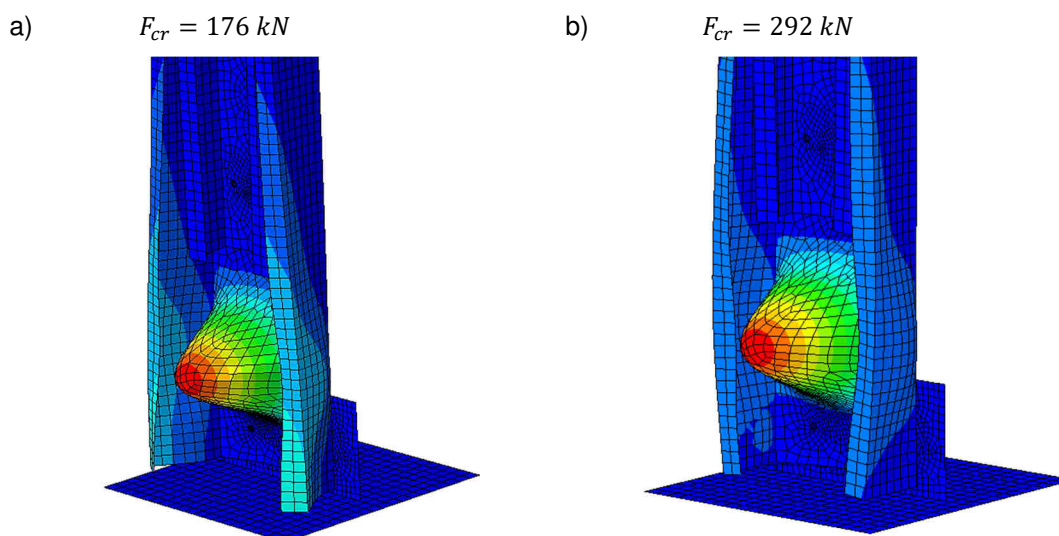 a) F_cr = 176 kN b) F_cr = 292 kN